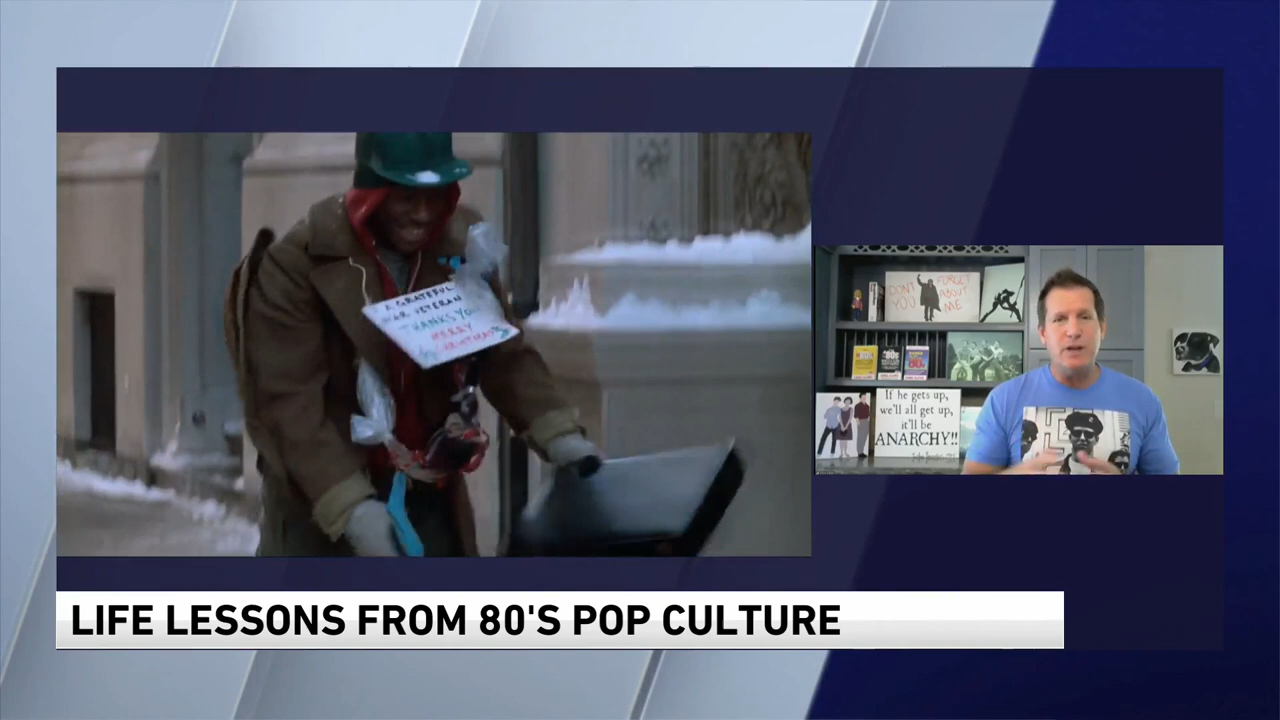 A GRATEFUL
WAR VETERAN
THANKS YOU
MERRY
CHRISTMAS
DON'T FORGET
YOU ABOUT
ME
80s
If he gets up,
we'll all get up,
it'll be
ANARCHY!!
LIFE LESSONS FROM 80'S POP CULTURE